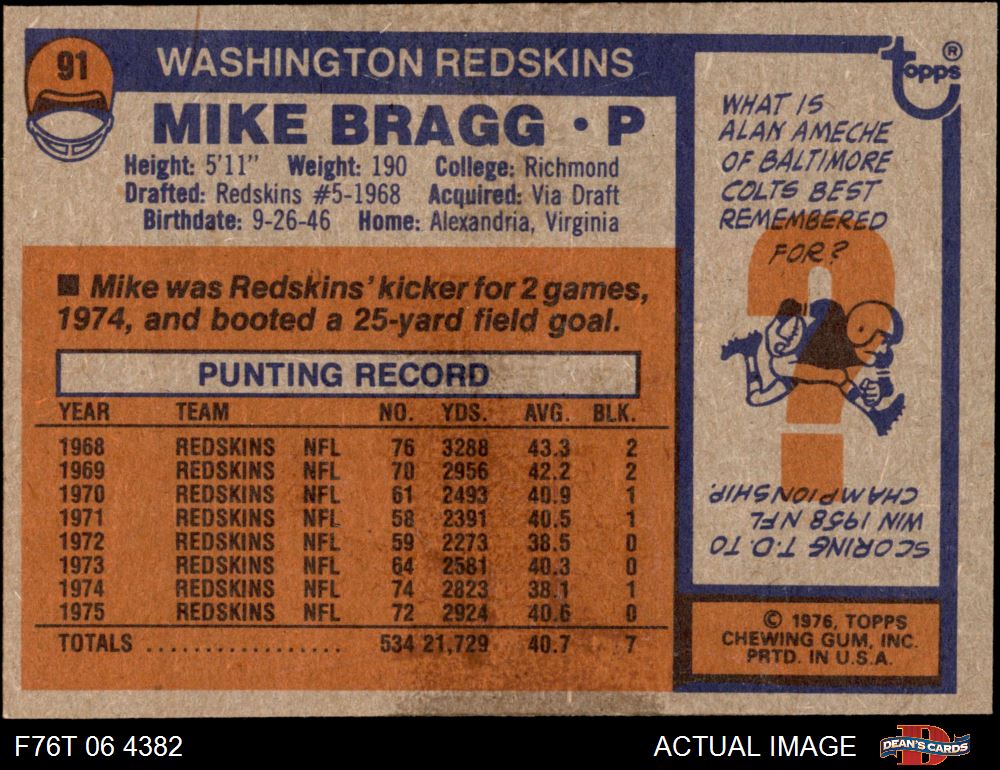 91
WASHINGTON REDSKINS
MIKE BRAGG • P
Height: 5'11" Weight: 190 College: Richmond
Drafted: Redskins #5-1968 Acquired: Via Draft
Birthdate: 9-26-46 Home: Alexandria, Virginia
■ Mike was Redskins' kicker for 2 games,
1974, and booted a 25-yard field goal.
PUNTING RECORD
YEAR TEAM NO. YDS. AVG. BLK.
1968 REDSKINS NFL 76 3288 43.3 2
1969 REDSKINS NFL 70 2956 42.2 2
1970 REDSKINS NFL 61 2493 40.9 1
1971 REDSKINS NFL 58 2391 40.5 1
1972 REDSKINS NFL 59 2273 38.5 0
1973 REDSKINS NFL 64 2581 40.3 0
1974 REDSKINS NFL 74 2823 38.1 1
1975 REDSKINS NFL 72 2924 40.6 0
TOTALS ................. 534 21,729 40.7 7
topps®
WHAT IS
ALAN AMECHE
OF BALTIMORE
COLTS BEST
REMEMBERED
FOR?
?
SCORING T.D. TO
WIN 1958 NFL
CHAMPIONSHIP.
© 1976, TOPPS
CHEWING GUM, INC.
PRTD. IN U.S.A.
F76T 06 4382
ACTUAL IMAGE
D
DEAN'S CARDS